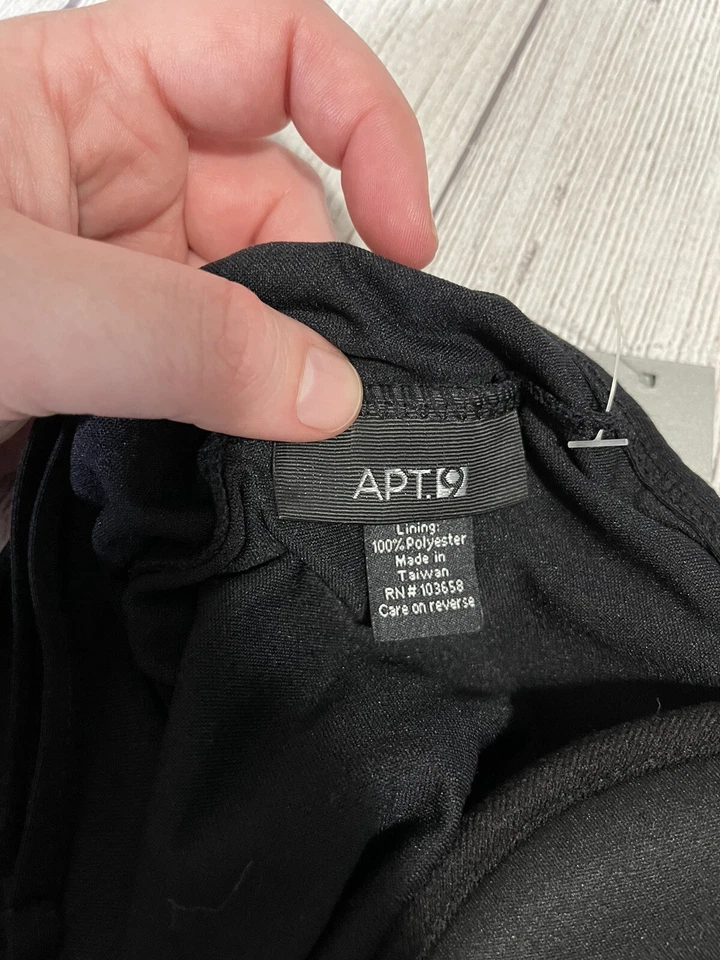 APT. 9
Lining:
100% Polyester
Made in
Taiwan
RN # 103658
Care on reverse